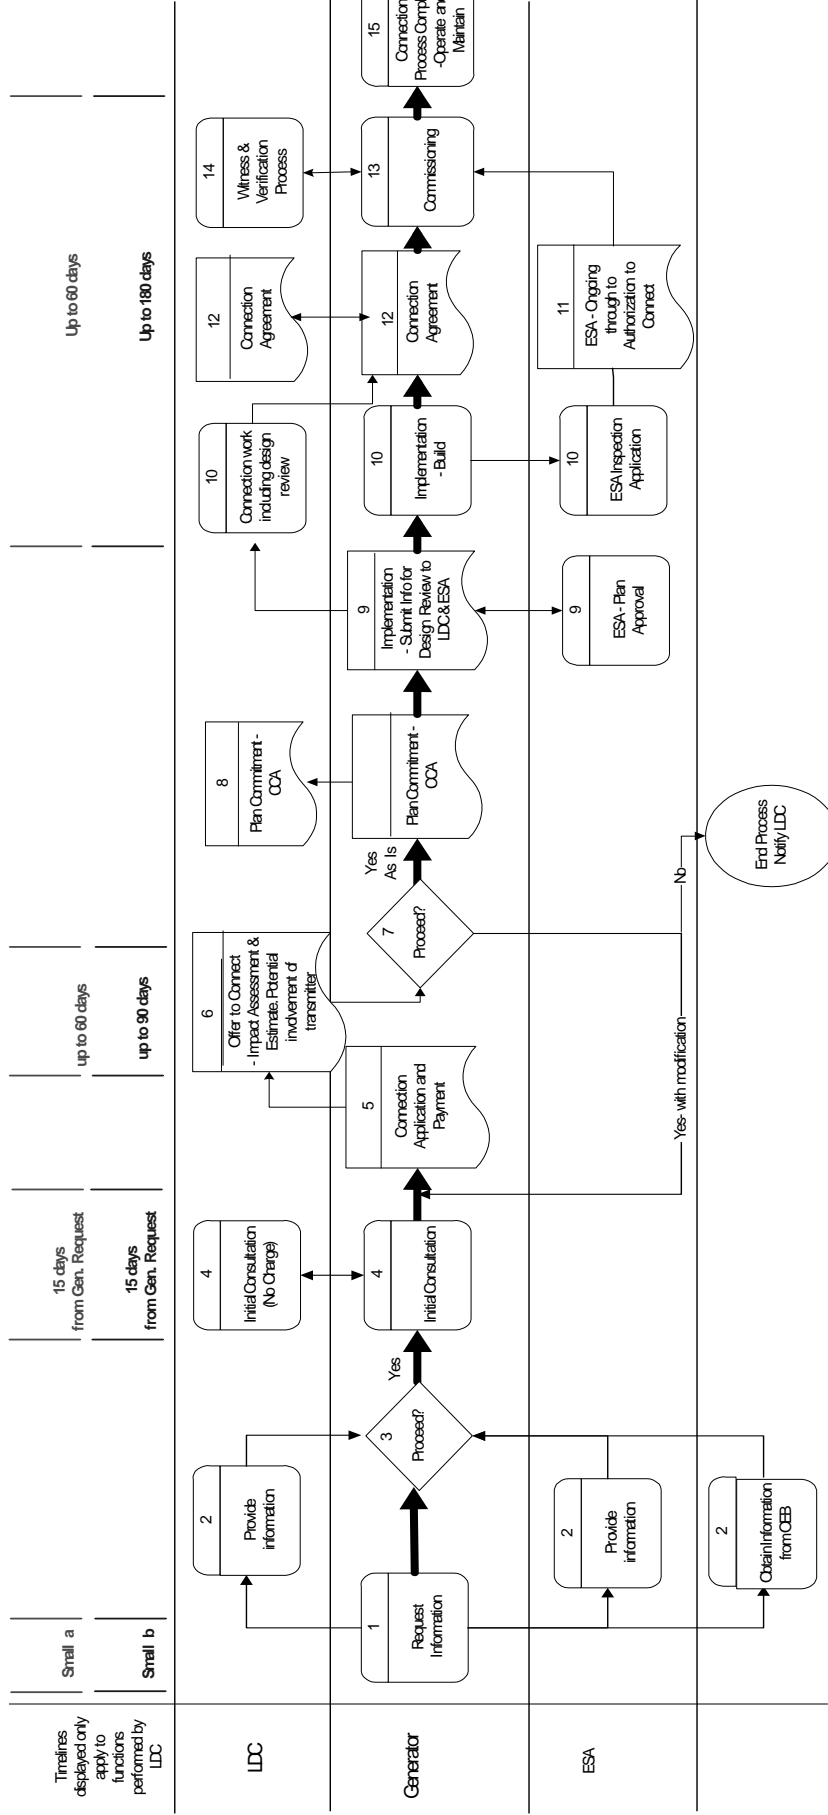 Timelines
displayed only
apply to
functions
performed by
LDC
Small a
15 days
from Gen. Request
up to 60 days
Up to 60 days
Small b
15 days
from Gen. Request
up to 90 days
Up to 180 days
LDC
2
Provide
information
4
Initial Consultation
(No Charge)
6
Offer to Connect
- Impact Assessment &
Estimate. Potential
involvement of
transmitter
8
Plan Commitment -
CCA
10
Connection work
including design
review
12
Connection
Agreement
14
Witness &
Verification
Process
Generator
1
Request
Information
3
Proceed?
Yes
4
Initial Consultation
5
Connection
Application and
Payment
7
Proceed?
Yes
As Is
Plan Commitment -
CCA
9
Implementation
- Submit Info for
Design Review to
LDC & ESA
10
Implementation
- Build
12
Connection
Agreement
13
Commissioning
15
Connection
Process Compl
-Operate and
Maintain
ESA
2
Provide
information
Yes- with modification
No
9
ESA - Plan
Approval
10
ESA Inspection
Application
11
ESA - Ongoing
through to
Authorization to
Connect
2
Obtain Information
from OEB
End Process
Notify LDC